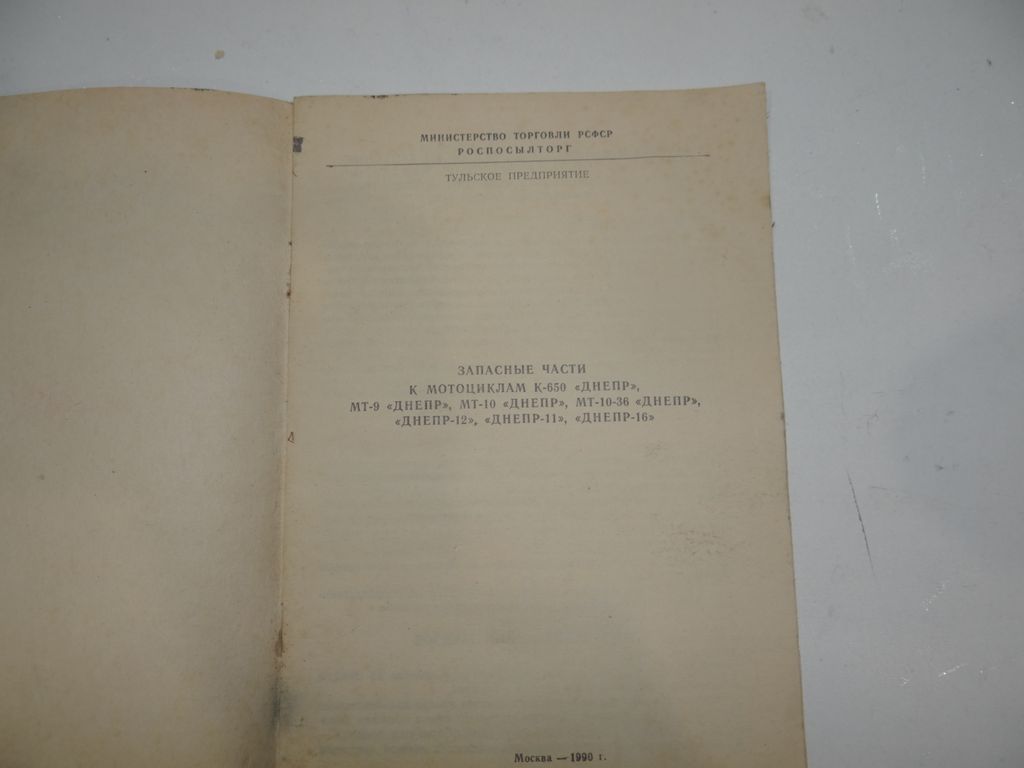 МИНИСТЕРСТВО ТОРГОВЛИ РСФСР
РОСПОСЫЛТОРГ
ТУЛЬСКОЕ ПРЕДПРИЯТИЕ
ЗАПАСНЫЕ ЧАСТИ
К МОТОЦИКЛАМ К-650 «ДНЕПР»,
МТ-9 «ДНЕПР», МТ-10 «ДНЕПР», МТ-10-36 «ДНЕПР»,
«ДНЕПР-12», «ДНЕПР-11», «ДНЕПР-16»
Москва — 1990 г.